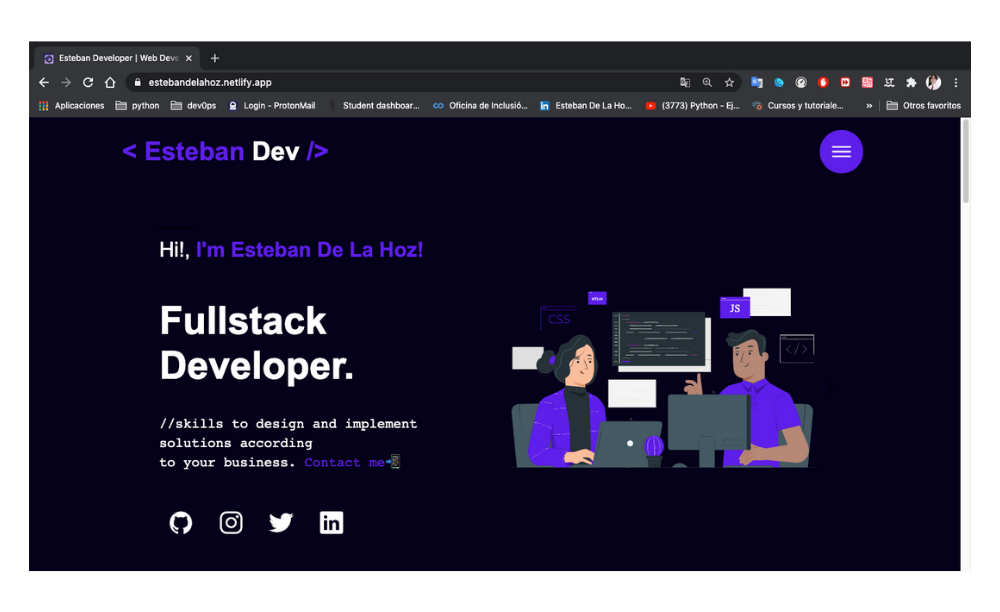 Esteban Developer | Web Deve
estebandelahoz.netlify.app
Aplicaciones python devOps Login - ProtonMail Student dashboar... Oficina de Inclusió... Esteban De La Ho... (3773) Python - Ej... Cursos y tutoriale... » Otros favoritos
< Esteban Dev />
Hi!, I'm Esteban De La Hoz!
Fullstack
Developer.
//skills to design and implement
solutions according
to your business. Contact me
CSS
JS
</>
in